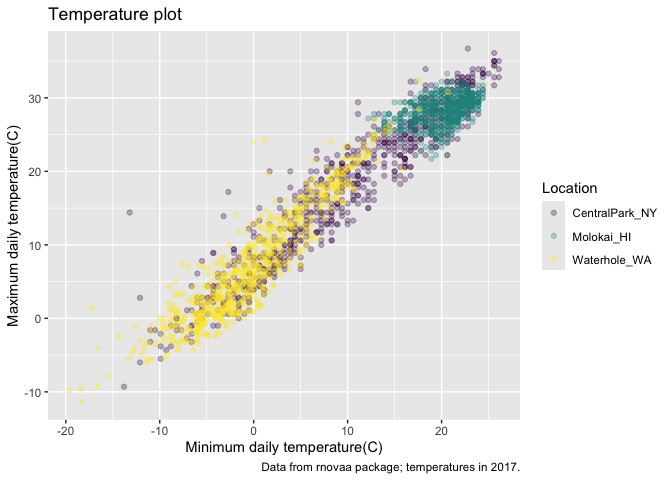 Temperature plot
Maximum daily temperature(C)
30
20
10
0
-10
-20
-10
0
10
20
Minimum daily temperature(C)
Location
CentralPark_NY
Molokai_HI
Waterhole_WA
Data from rnovaa package; temperatures in 2017.